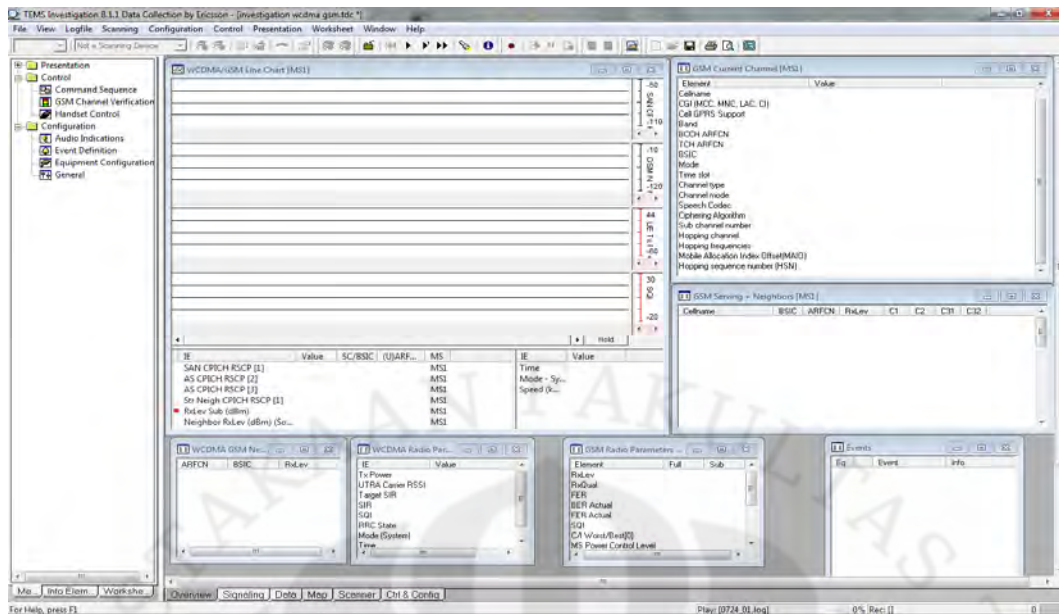 TEMS Investigation 8.1.1 Data Collection by Ericsson - [investigation wcdma gsm.tdc *]
File View Logfile Scanning Configuration Control Presentation Worksheet Window Help
Not a Scanning Device
Presentation
Control
Command Sequence
GSM Channel Verification
Handset Control
Configuration
Audio Indications
Event Definition
Equipment Configuration
General
WCDMA/GSM Line Chart [MS1]
-50
-110
-10
-120
44
30
SQI
-20
Hold
IE Value SC/BSIC (U)ARF... MS
SAN CPICH RSCP [1] MS1
AS CPICH RSCP [2] MS1
AS CPICH RSCP [3] MS1
Str Neigh CPICH RSCP [1] MS1
RxLev Sub (dBm) MS1
Neighbor RxLev (dBm) (So... MS1
IE Value
Time
Mode - Sy...
Speed (k...
GSM Current Channel [MS1]
Element Value
Cellname
CGI (MCC, MNC, LAC, CI)
Cell GPRS Support
Band
BCCH ARFCN
TCH ARFCN
BSIC
Mode
Time slot
Channel type
Channel mode
Speech Codec
Ciphering Algorithm
Sub channel number
Hopping channel
Hopping frequencies
Mobile Allocation Index Offset(MAIO)
Hopping sequence number (HSN)
GSM Serving + Neighbors [MS1]
Cellname BSIC ARFCN RxLev C1 C2 C31 C32
WCDMA GSM Ne...
ARFCN BSIC RxLev
WCDMA Radio Par...
IE Value
Tx Power
UTRA Carrier RSSI
Target SIR
SIR
SQI
RRC State
Mode (System)
Time
GSM Radio Parameters ...
Element Full Sub
RxLev
RxQual
FER
BER Actual
FER Actual
SQI
C/I Worst/Best[0]
MS Power Control Level
Events
Eq Event Info
Me... Info Elem... Workshe...
Overview Signaling Data Map Scanner Ctrl & Config
For Help, press F1
Play: [0724_01.log] 0% Rec: [] 0
STAKAAN FAKULTAS